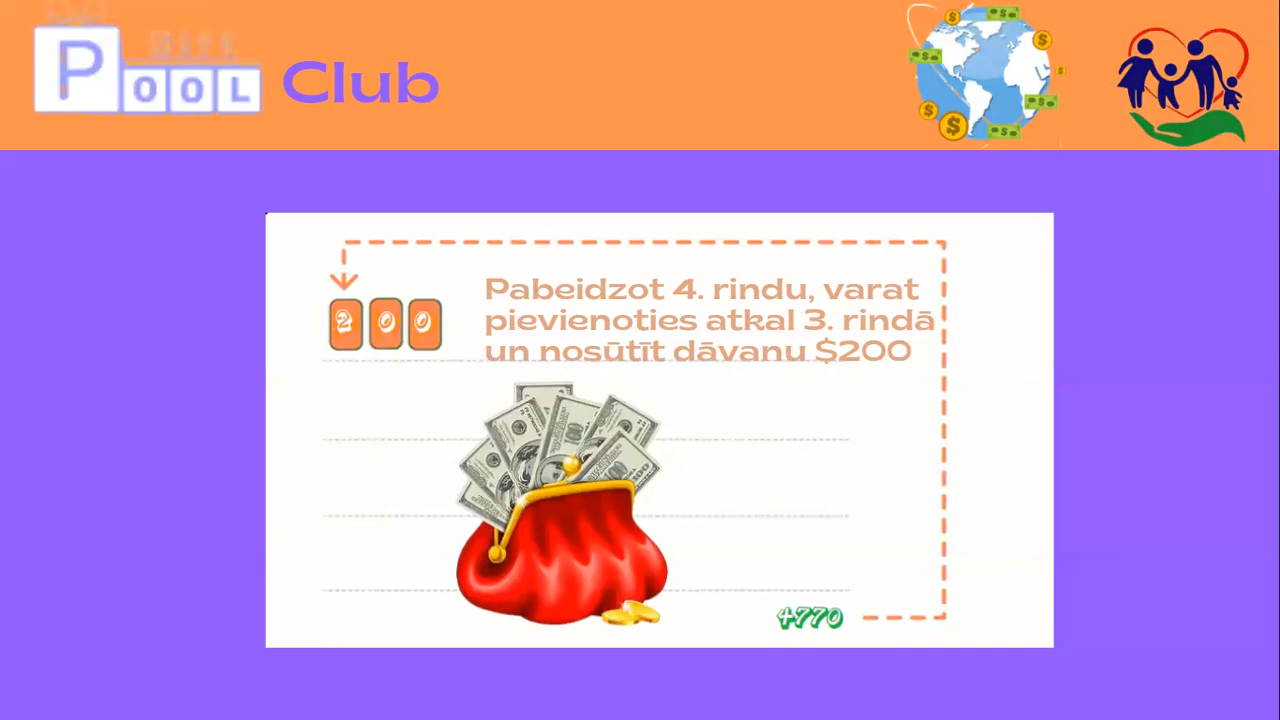 POOL Club
200
Pabeidzot 4. rindu, varat
pievienoties atkal 3. rindā
un nosūtīt dāvanu $200
4770